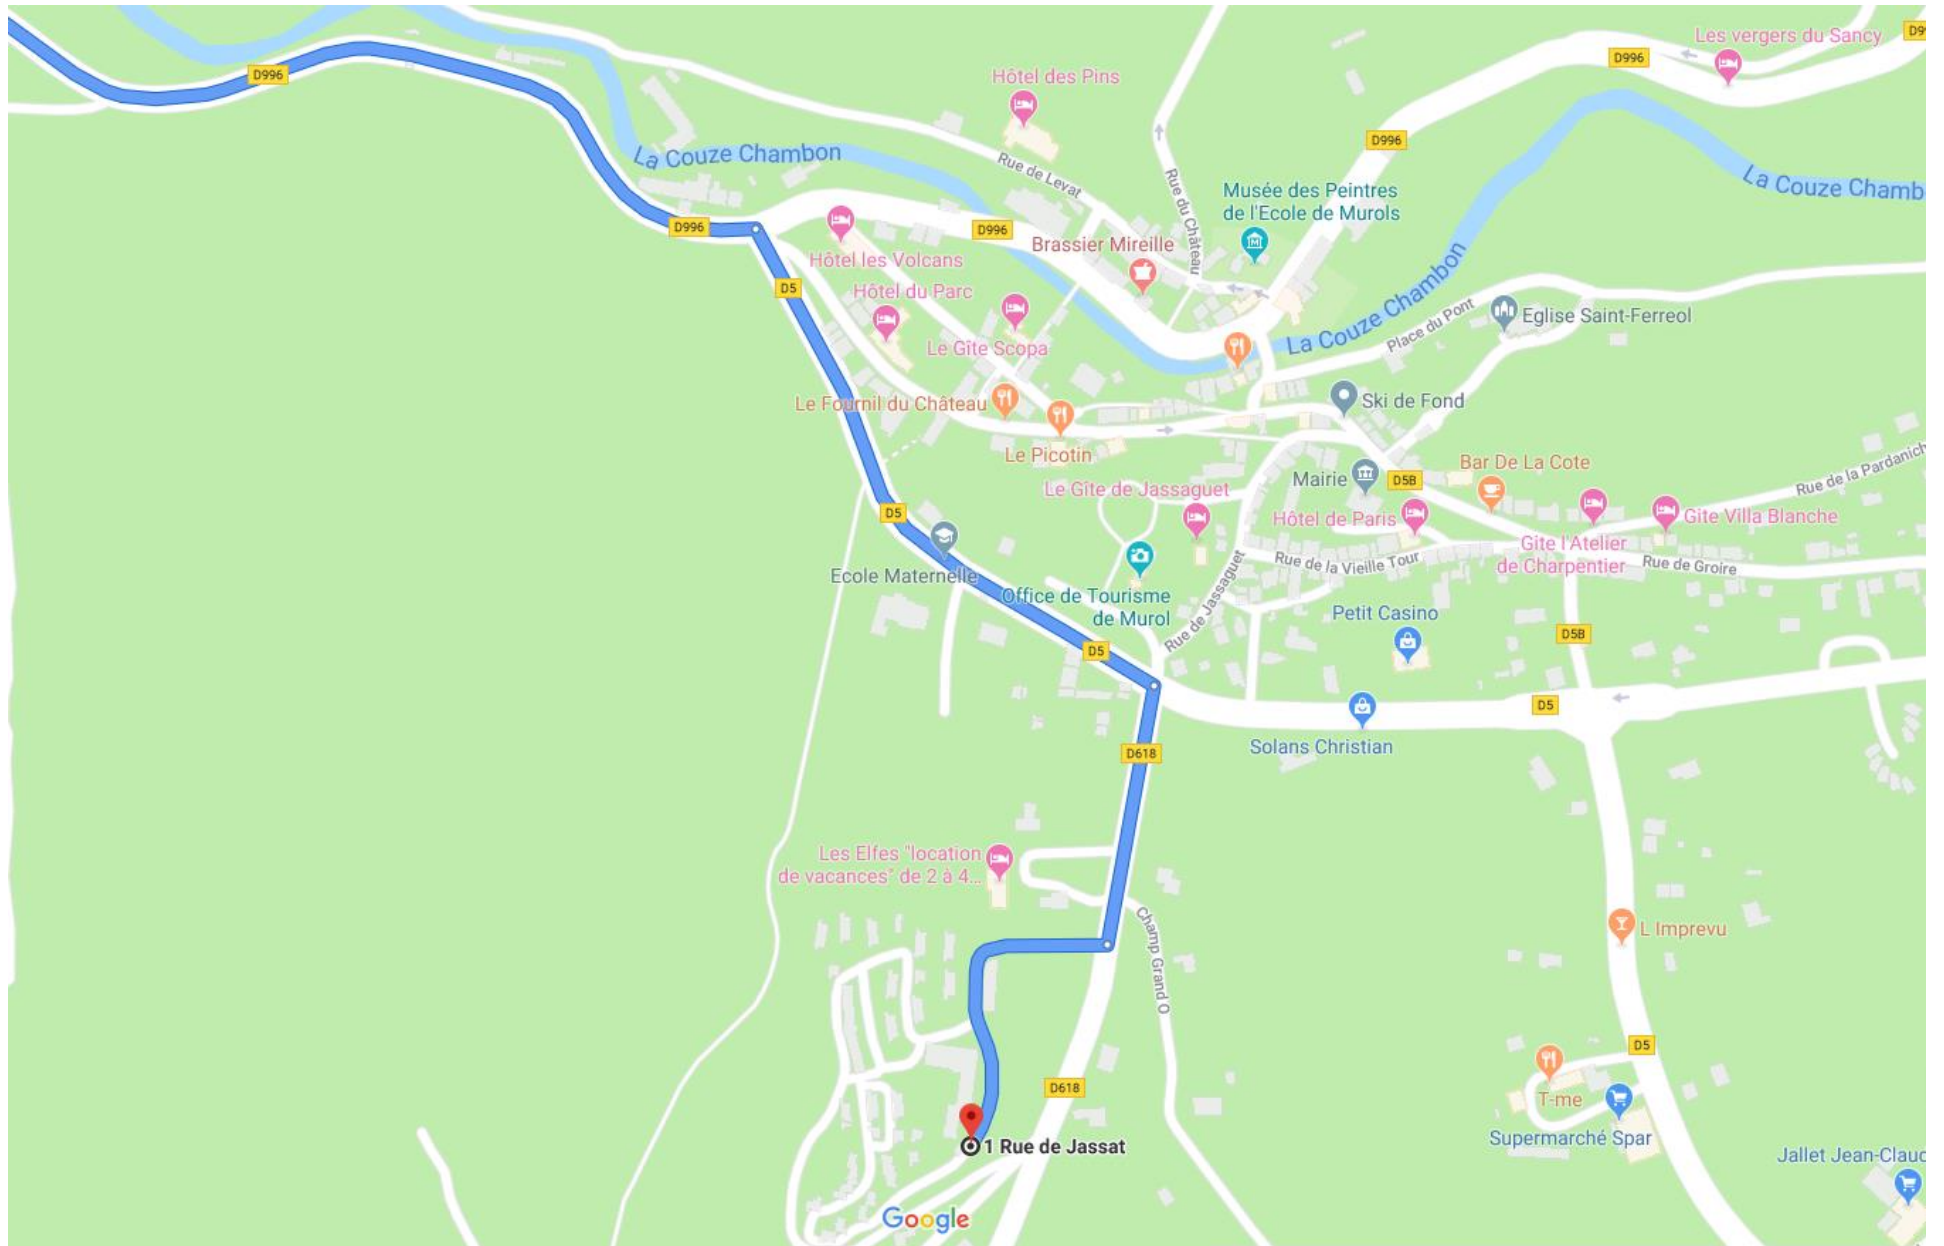 Les vergers du Sancy
D996
D996
Hôtel des Pins
D996
La Couze Chambon
Rue de Levat
Rue du Château
Musée des Peintres
de l'Ecole de Murols
La Couze Chamb
D996
D996
Brassier Mireille
Hôtel les Volcans
D5
Hôtel du Parc
La Couze Chambon
Place du Pont
Eglise Saint-Ferreol
Le Gîte Scopa
Le Fournil du Château
Ski de Fond
Le Picotin
Bar De La Cote
Rue de la Pardanich
Mairie
D5B
Le Gîte de Jassaguet
Hôtel de Paris
Gite Villa Blanche
D5
Gite l'Atelier
de Charpentier
Rue de la Vieille Tour
Rue de Groire
Ecole Maternelle
Office de Tourisme
de Murol
Rue de Jassaguet
Petit Casino
D5B
D5
D5
Solans Christian
D618
Les Elfes "location
de vacances" de 2 à 4...
Champ Grand O
L Imprevu
D5
D618
T-me
Supermarché Spar
1 Rue de Jassat
Jallet Jean-Claud
Google